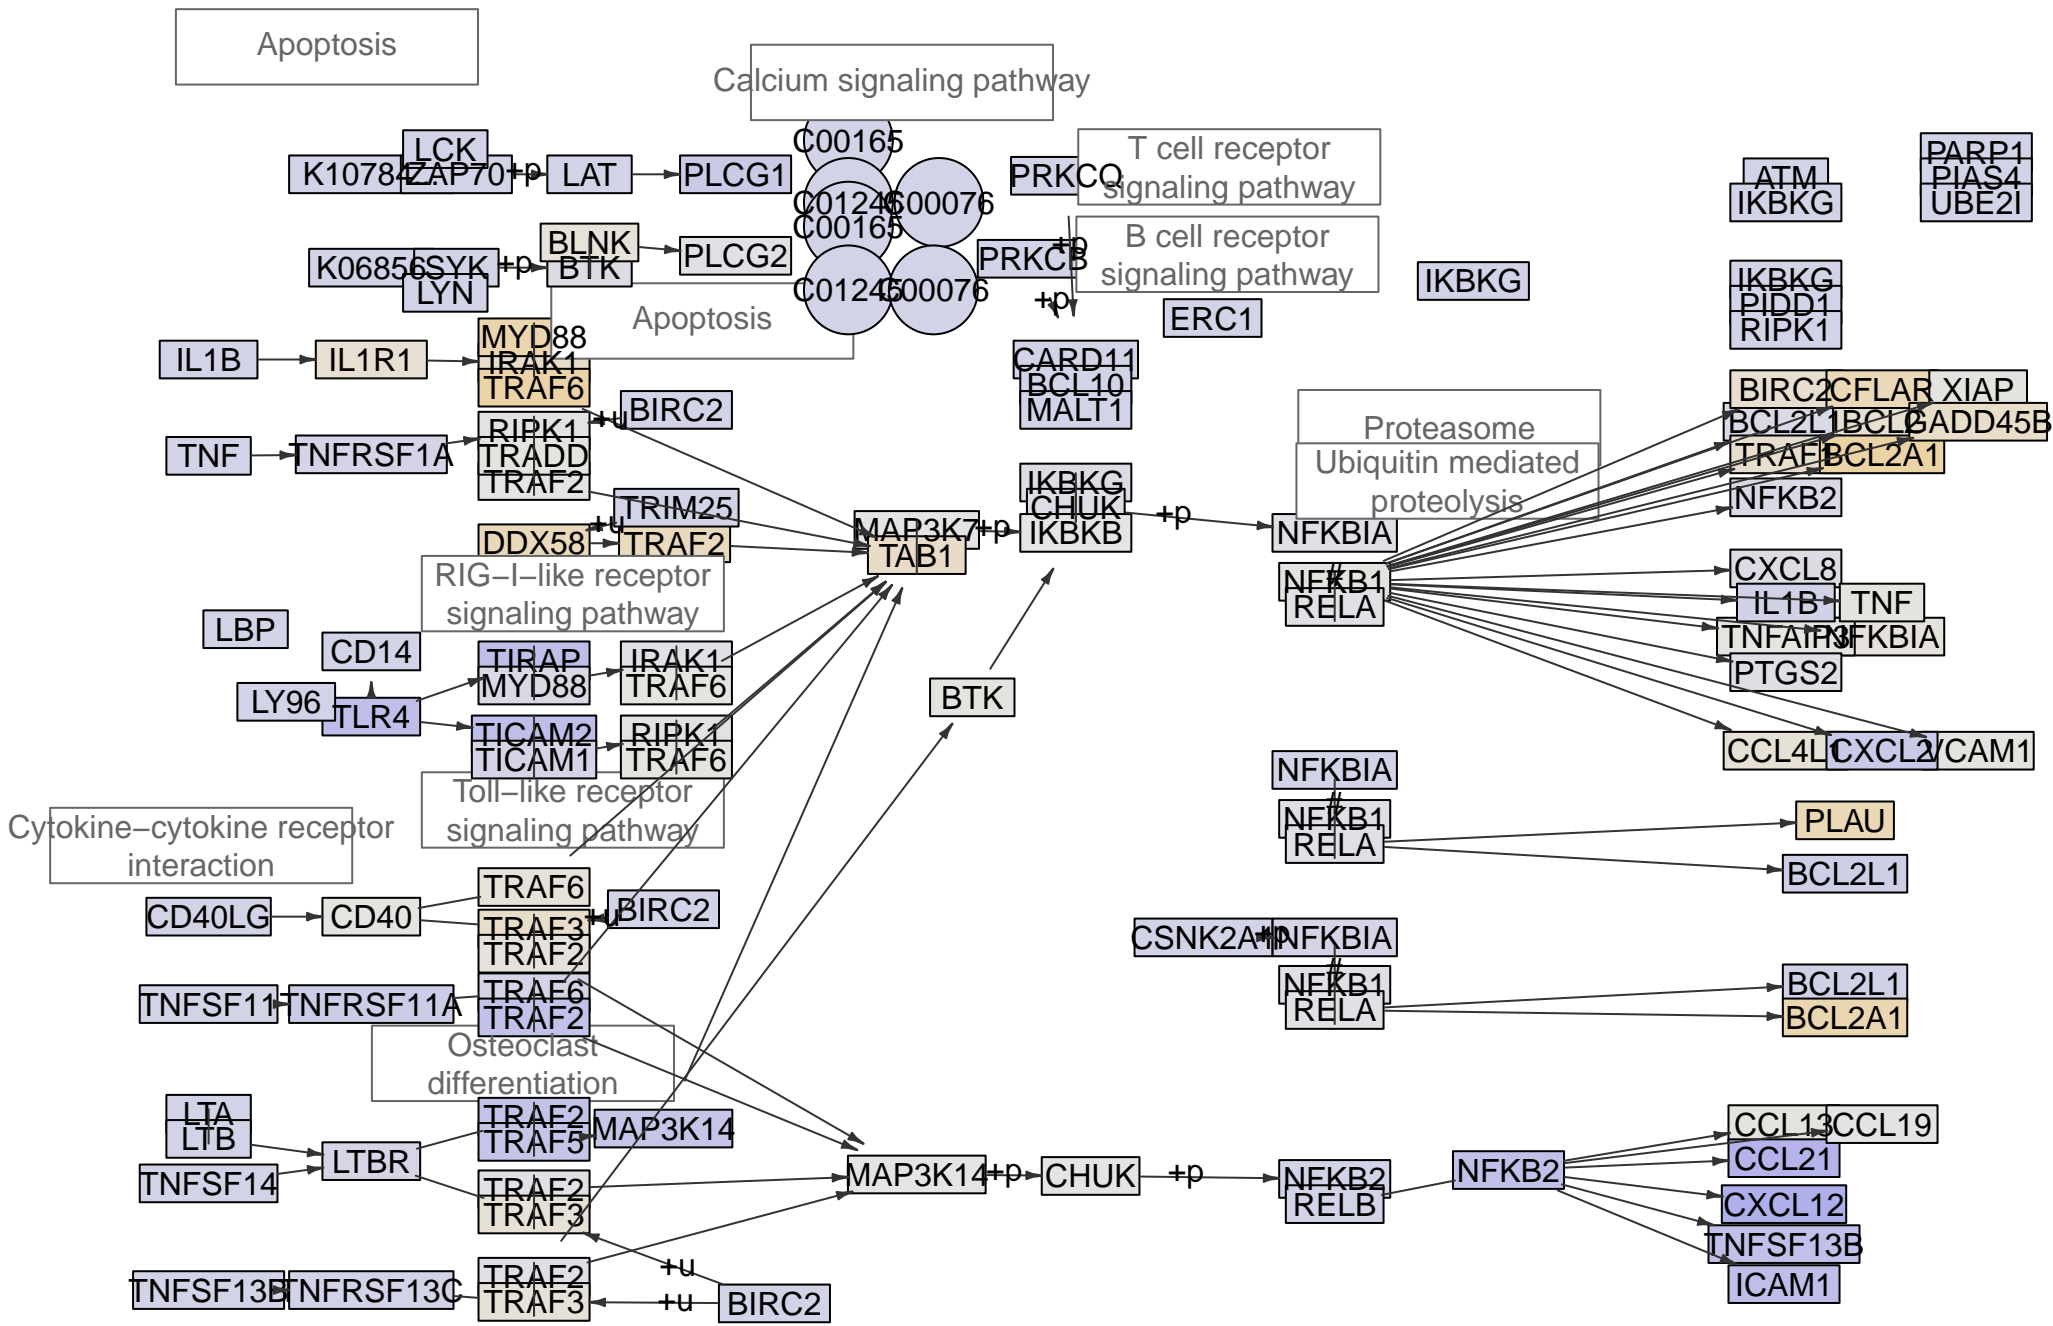 Apoptosis
Calcium signaling pathway
T cell receptor
signaling pathway
B cell receptor
signaling pathway
LCK
K10784
ZAP70
+p
LAT
PLCG1
C00165
C01245
C00076
C00165
C01245
C00076
PRKCQ
PRKCB
+p
+p
BLNK
BTK
PLCG2
K06856
SYK
+p
LYN
Apoptosis
ERC1
IKBKG
ATM
IKBKG
PARP1
PIAS4
UBE2I
IKBKG
PIDD1
RIPK1
IL1B
IL1R1
MYD88
IRAK1
TRAF6
CARD11
BCL10
MALT1
TNF
TNFRSF1A
RIPK1
TRADD
TRAF2
+u
BIRC2
Proteasome
Ubiquitin mediated
proteolysis
BIRC2
CFLAR
XIAP
BCL2L1
BCL2
GADD45B
TRAF1
BCL2A1
NFKB2
DDX58
+u
TRIM25
TRAF2
MAP3K7
TAB1
+p
IKBKG
CHUK
IKBKB
+p
NFKBIA
NFKB1
RELA
CXCL8
IL1B
TNF
TNFAIP3
NFKBIA
PTGS2
CCL4L1
CXCL2
VCAM1
RIG−I−like receptor
signaling pathway
LBP
CD14
LY96
TLR4
TIRAP
MYD88
IRAK1
TRAF6
TICAM2
TICAM1
RIPK1
TRAF6
BTK
Toll−like receptor
signaling pathway
Cytokine−cytokine receptor
interaction
NFKBIA
NFKB1
RELA
PLAU
BCL2L1
CD40LG
CD40
TRAF6
TRAF3
TRAF2
+u
BIRC2
CSNK2A1
+p
NFKBIA
NFKB1
RELA
BCL2L1
BCL2A1
TNFSF11
TNFRSF11A
TRAF6
TRAF2
Osteoclast
differentiation
LTA
LTB
TNFSF14
LTBR
TRAF2
TRAF5
MAP3K14
TRAF2
TRAF3
MAP3K14
+p
CHUK
+p
NFKB2
RELB
NFKB2
CCL13
CCL19
CCL21
CXCL12
TNFSF13B
ICAM1
TNFSF13B
TNFRSF13C
TRAF2
TRAF3
+u
+u
BIRC2